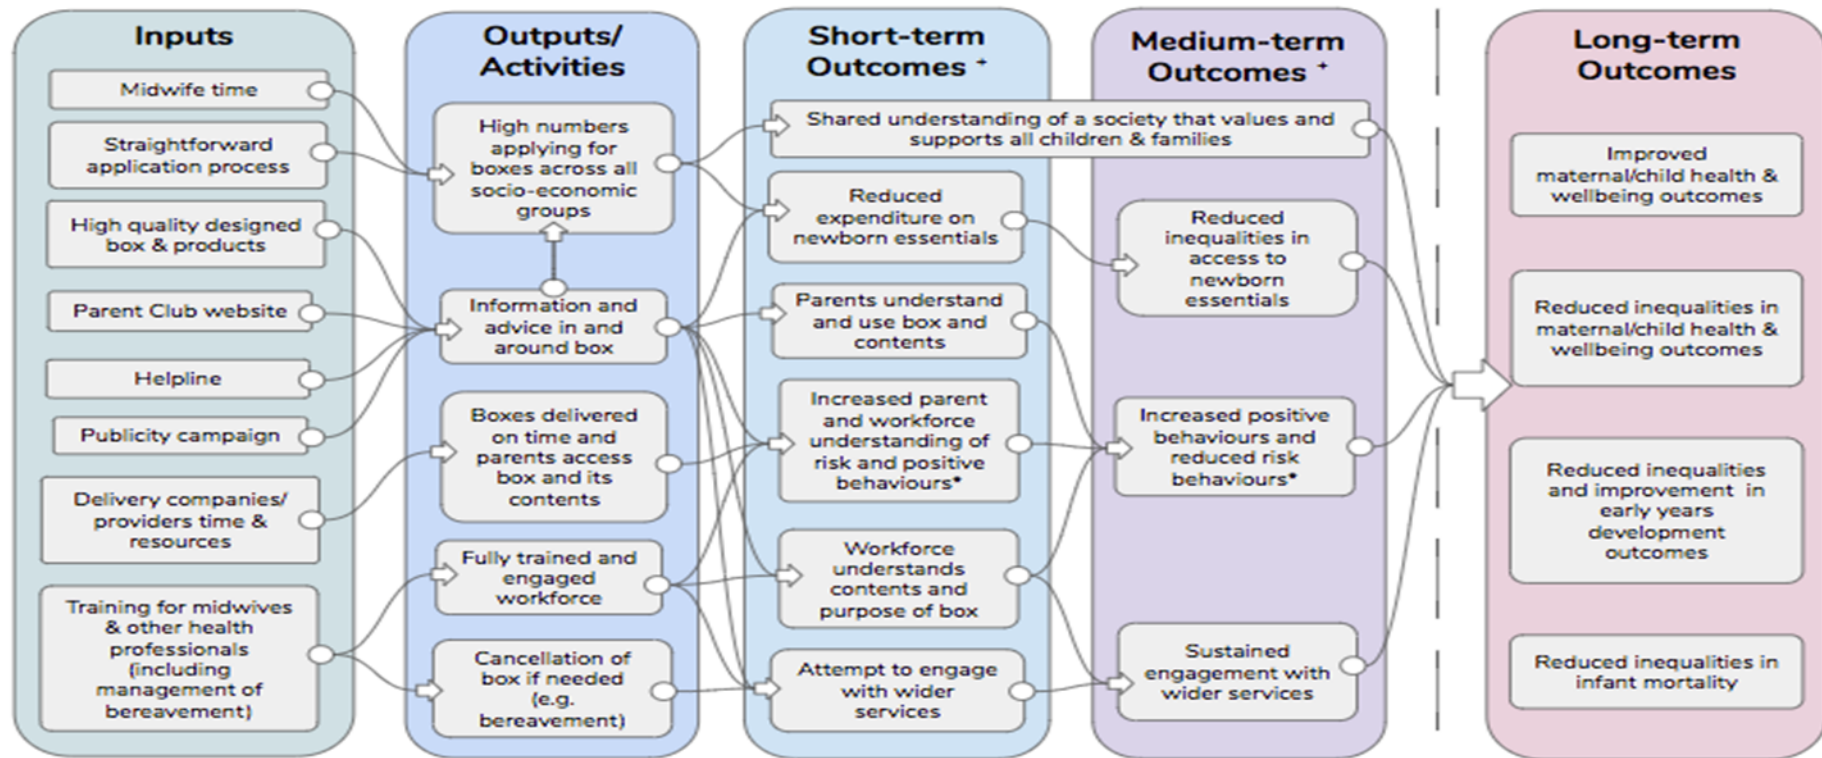 Inputs
Midwife time
Straightforward
application process
High quality designed
box & products
Parent Club website
Helpline
Publicity campaign
Delivery companies/
providers time &
resources
Training for midwives
& other health
professionals
(including
management of
bereavement)
Outputs/
Activities
High numbers
applying for
boxes across all
socio-economic
groups
Information and
advice in and
around box
Boxes delivered
on time and
parents access
box and its
contents
Fully trained and
engaged
workforce
Cancellation of
box if needed
(e.g.
bereavement)
Short-term
Outcomes +
Shared understanding of a society that values and
supports all children & families
Reduced
expenditure on
newborn essentials
Parents understand
and use box and
contents
Increased parent
and workforce
understanding of
risk and positive
behaviours*
Workforce
understands
contents and
purpose of box
Attempt to engage
with wider
services
Medium-term
Outcomes +
Reduced
inequalities in
access to
newborn
essentials
Increased positive
behaviours and
reduced risk
behaviours*
Sustained
engagement with
wider services
Long-term
Outcomes
Improved
maternal/child health &
wellbeing outcomes
Reduced inequalities in
maternal/child health &
wellbeing outcomes
Reduced inequalities
and improvement in
early years
development
outcomes
Reduced inequalities in
infant mortality